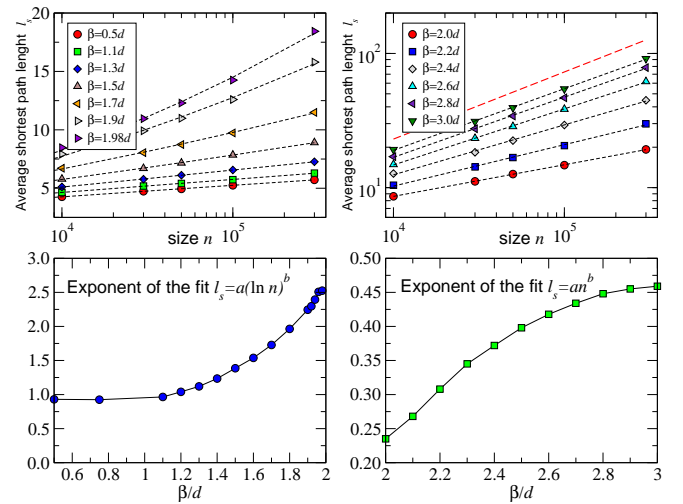 Average shortest path lenght l_s
20
15
10
5
β=0.5d
β=1.1d
β=1.3d
β=1.5d
β=1.7d
β=1.9d
β=1.98d
10^4
10^5
size n
Average shortest path lenght l_s
10^2
10^1
β=2.0d
β=2.2d
β=2.4d
β=2.6d
β=2.8d
β=3.0d
10^4
10^5
size n
Exponent of the fit l_s=a(ln n)^b
3.0
2.5
2.0
1.5
1.0
0.5
0.0
0.6 0.8 1 1.2 1.4 1.6 1.8 2
β/d
Exponent of the fit l_s=an^b
0.50
0.45
0.40
0.35
0.30
0.25
0.20
2 2.2 2.4 2.6 2.8 3
β/d